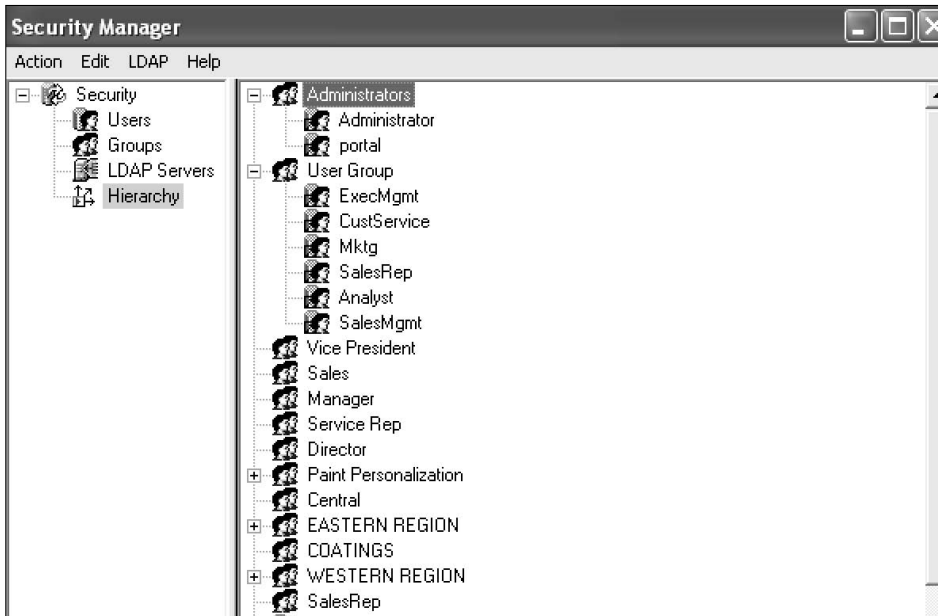 Security Manager
Action Edit LDAP Help
Security
Users
Groups
LDAP Servers
Hierarchy
Administrators
Administrator
portal
User Group
ExecMgmt
CustService
Mktg
SalesRep
Analyst
SalesMgmt
Vice President
Sales
Manager
Service Rep
Director
Paint Personalization
Central
EASTERN REGION
COATINGS
WESTERN REGION
SalesRep